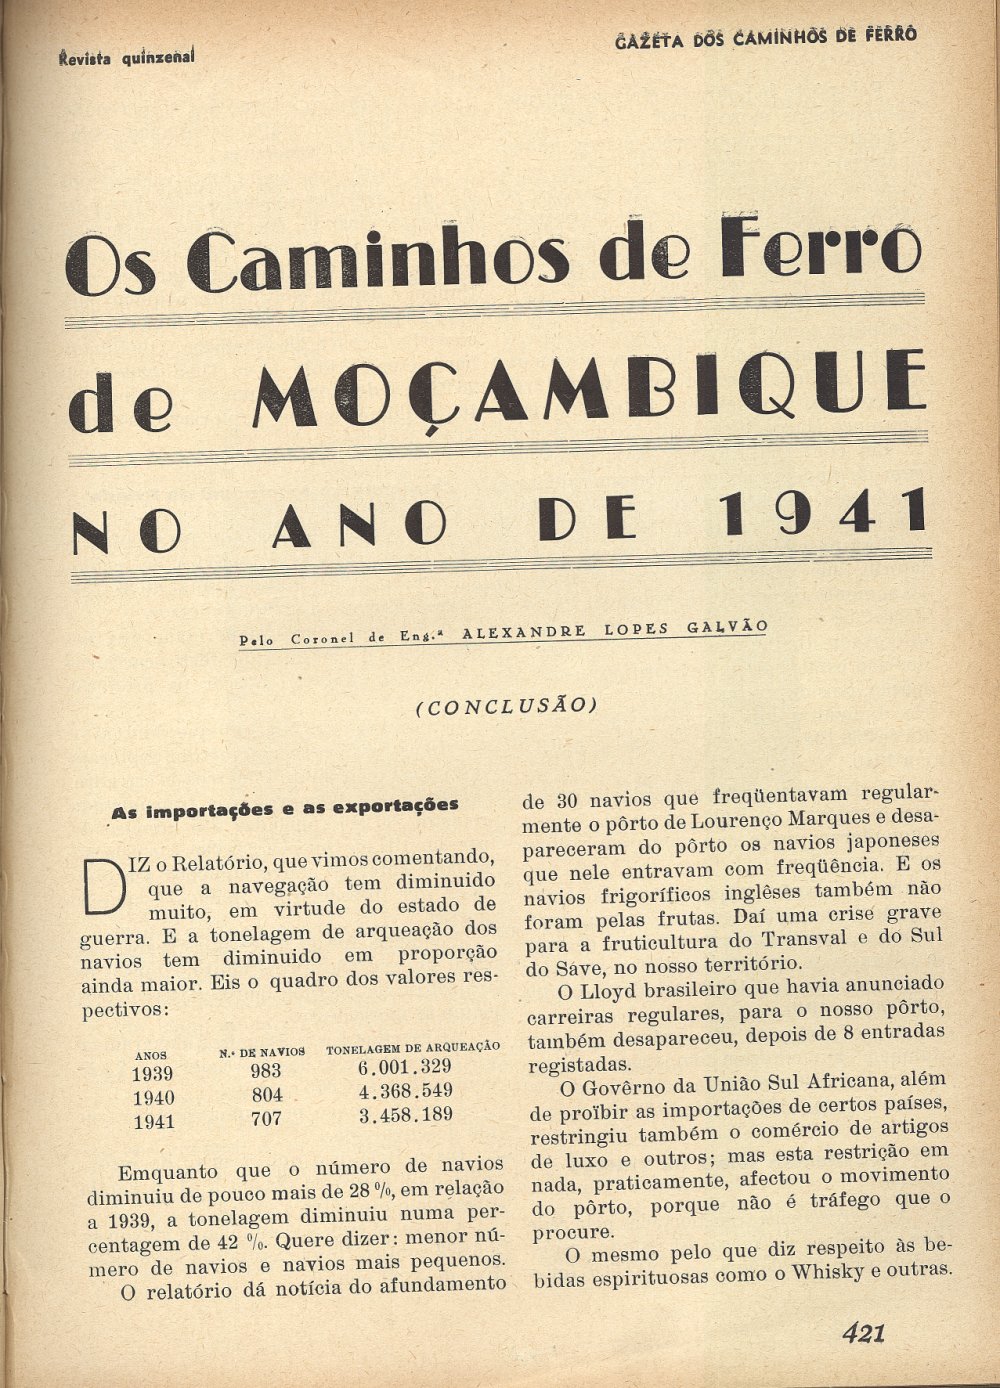 Revista quinzenal
GAZETA DOS CAMINHOS DE FERRO
Os Caminhos de Ferro
de MOÇAMBIQUE
NO ANO DE 1941
Pelo Coronel de Eng.ª ALEXANDRE LOPES GALVÃO
(CONCLUSÃO)
As importações e as exportações
DIZ o Relatório, que vimos comentando,
que a navegação tem diminuido
muito, em virtude do estado de
guerra. E a tonelagem de arqueação dos
navios tem diminuido em proporção
ainda maior. Eis o quadro dos valores res-
pectivos:
ANOS N.º DE NAVIOS TONELAGEM DE ARQUEAÇÃO
1939 983 6.001.329
1940 804 4.368.549
1941 707 3.458.189
Emquanto que o número de navios
diminuiu de pouco mais de 28 %, em relação
a 1939, a tonelagem diminuiu numa per-
centagem de 42 %. Quere dizer: menor nú-
mero de navios e navios mais pequenos.
O relatório dá notícia do afundamento
de 30 navios que freqüentavam regular-
mente o pôrto de Lourenço Marques e desa-
pareceram do pôrto os navios japoneses
que nele entravam com freqüência. E os
navios frigoríficos inglêses também não
foram pelas frutas. Daí uma crise grave
para a fruticultura do Transval e do Sul
do Save, no nosso território.
O Lloyd brasileiro que havia anunciado
carreiras regulares, para o nosso pôrto,
também desapareceu, depois de 8 entradas
registadas.
O Govêrno da União Sul Africana, além
de proïbir as importações de certos países,
restringiu também o comércio de artigos
de luxo e outros; mas esta restrição em
nada, praticamente, afectou o movimento
do pôrto, porque não é tráfego que o
procure.
O mesmo pelo que diz respeito às be-
bidas espirituosas como o Whisky e outras.
421